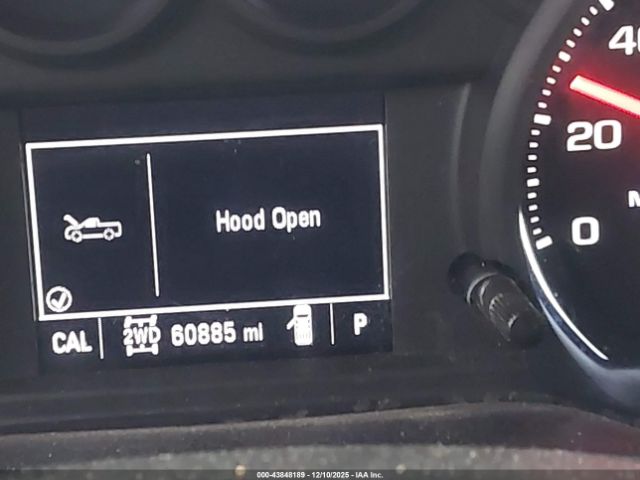 Hood Open
CAL 2WD 60885 mi P
40
20
0
M
000-43848189 - 12/10/2025 - IAA Inc.